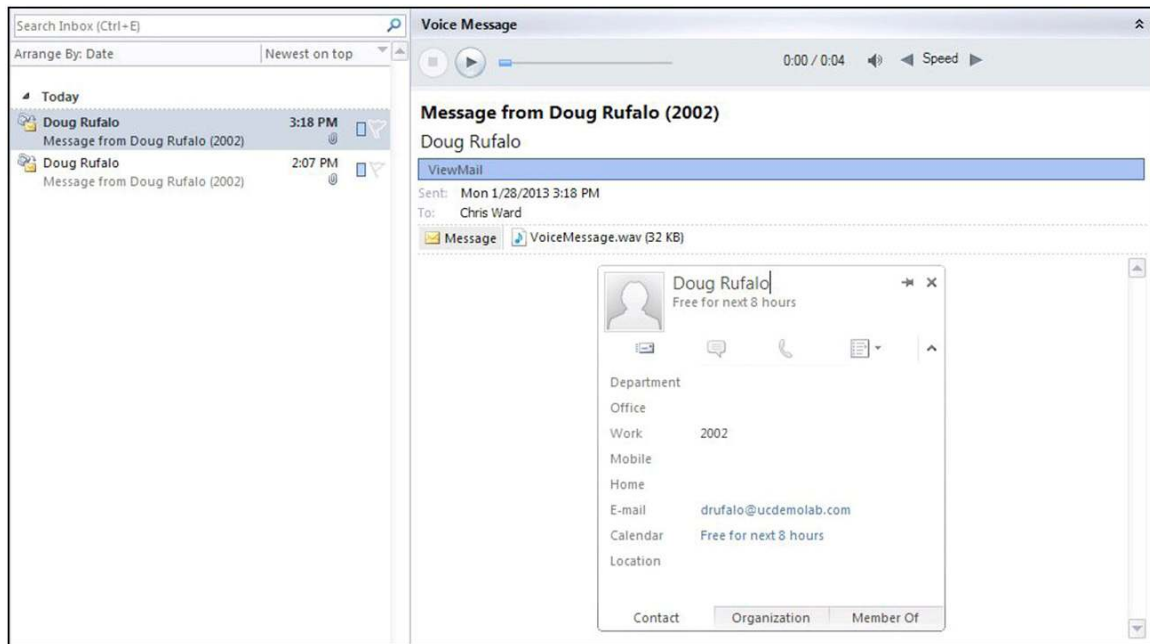 Search Inbox (Ctrl+E)
Arrange By: Date Newest on top
Today
Doug Rufalo 3:18 PM
Message from Doug Rufalo (2002)
Doug Rufalo 2:07 PM
Message from Doug Rufalo (2002)
Voice Message
0:00 / 0:04 Speed
Message from Doug Rufalo (2002)
Doug Rufalo
ViewMail
Sent: Mon 1/28/2013 3:18 PM
To: Chris Ward
Message VoiceMessage.wav (32 KB)
Doug Rufalo
Free for next 8 hours
Department
Office
Work 2002
Mobile
Home
E-mail drufalo@ucdemolab.com
Calendar Free for next 8 hours
Location
Contact Organization Member Of